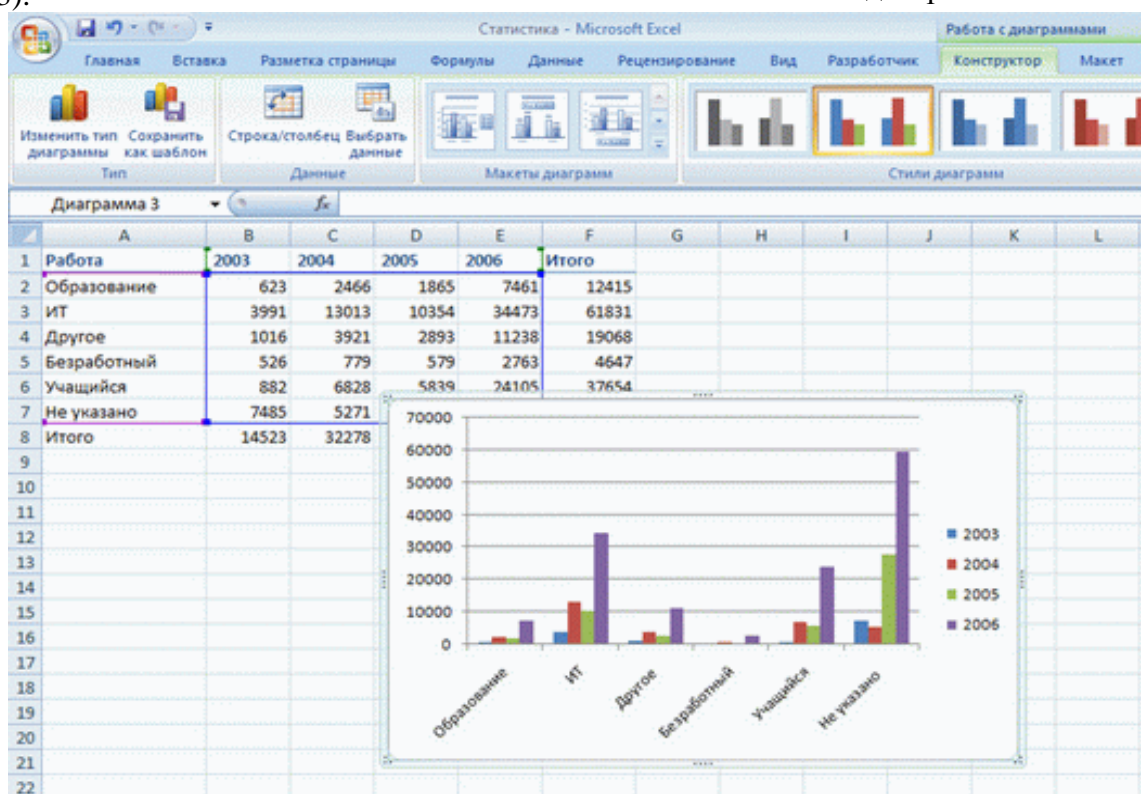 Статистика - Microsoft Excel
Работа с диаграммами
Главная Вставка Разметка страницы Формулы Данные Рецензирование Вид Разработчик Конструктор Макет
Изменить тип диаграммы
Сохранить как шаблон
Строка/столбец
Выбрать данные
Тип Данные Макеты диаграмм Стили диаграмм
Диаграмма 3 fx
A B C D E F G H I J K L
1 Работа 2003 2004 2005 2006 Итого
2 Образование 623 2466 1865 7461 12415
3 ИТ 3991 13013 10354 34473 61831
4 Другое 1016 3921 2893 11238 19068
5 Безработный 526 779 579 2763 4647
6 Учащийся 882 6828 5839 24105 37654
7 Не указано 7485 5271
8 Итого 14523 32278
9
10
11
12
13
14
15
16
17
18
19
20
21
22
70000
60000
50000
40000
30000
20000
10000
0
Образование ИТ Другое Безработный Учащийся Не указано
2003
2004
2005
2006